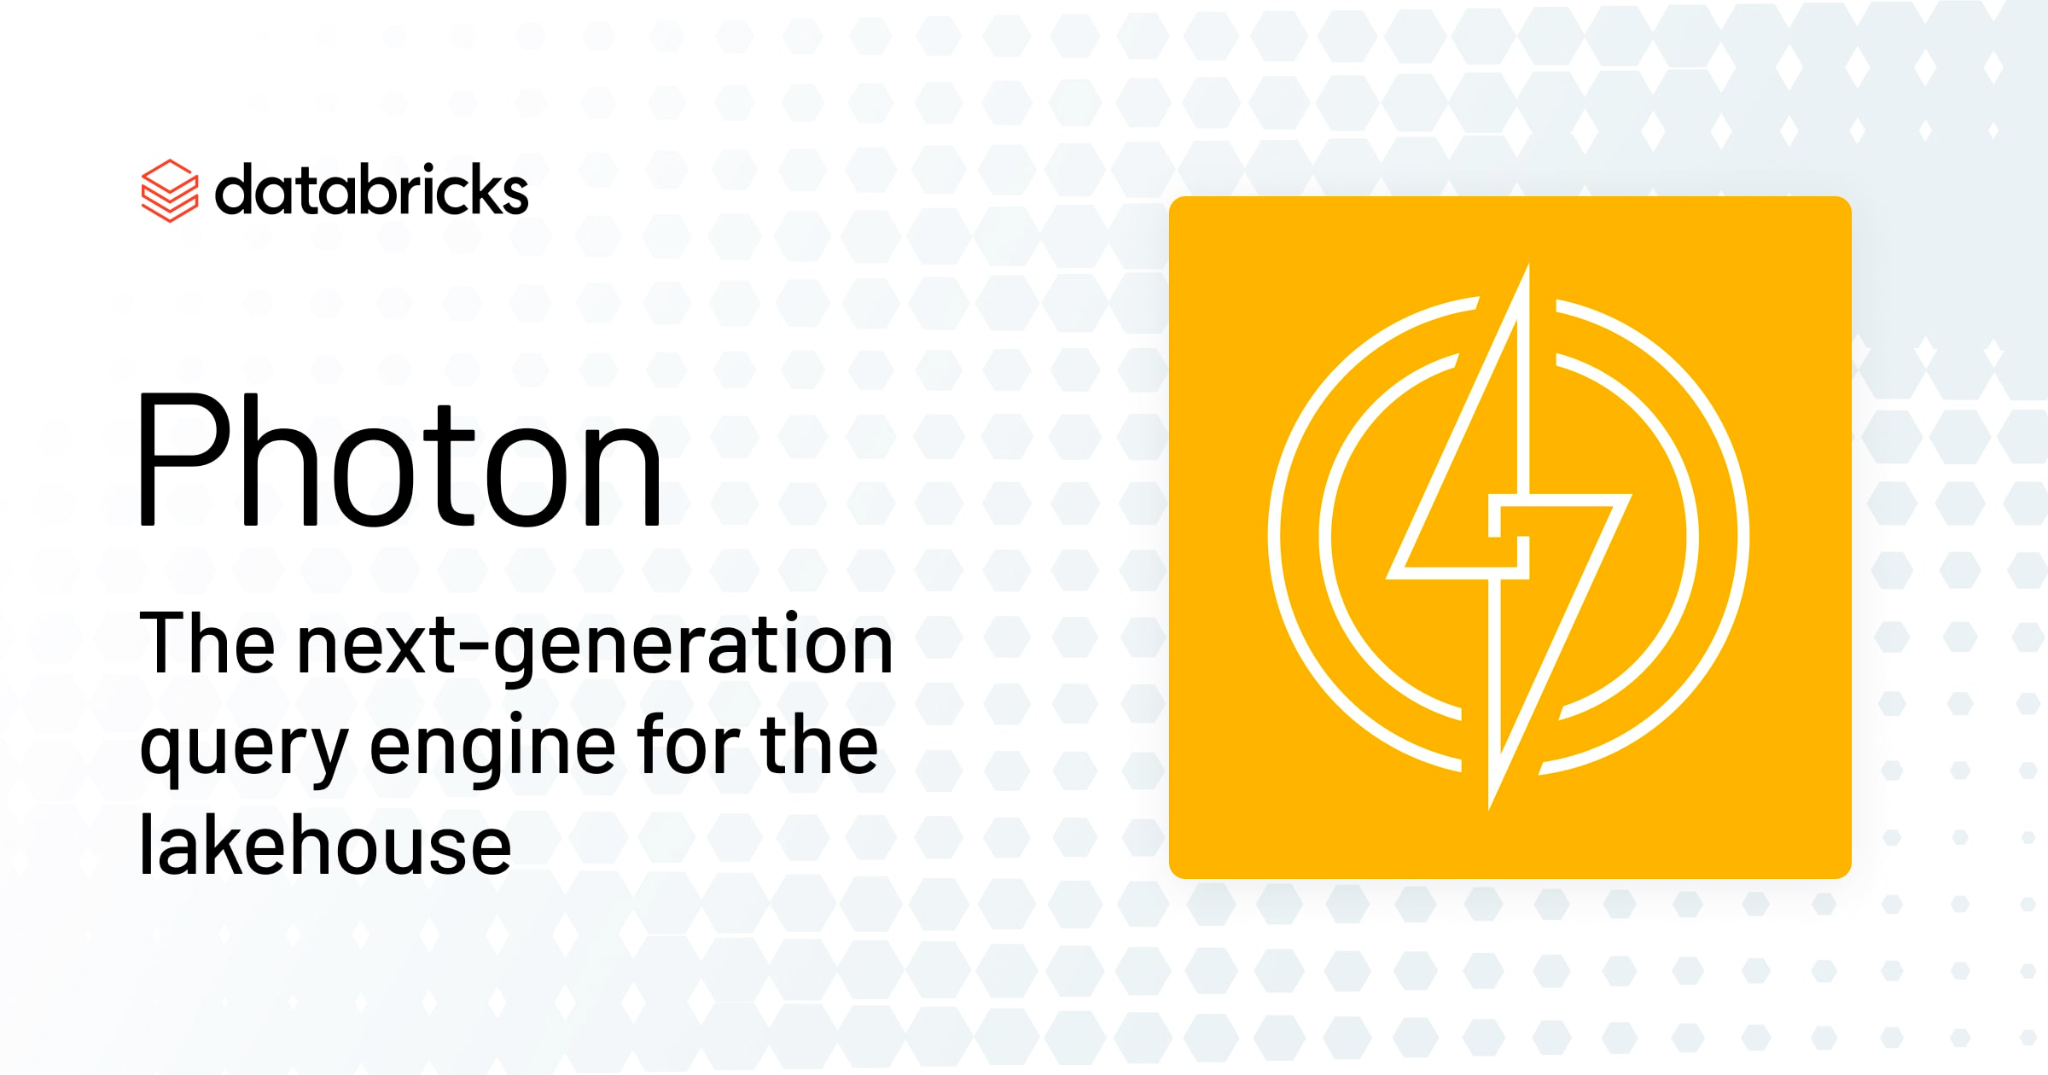 databricks
Photon
The next-generation
query engine for the
lakehouse